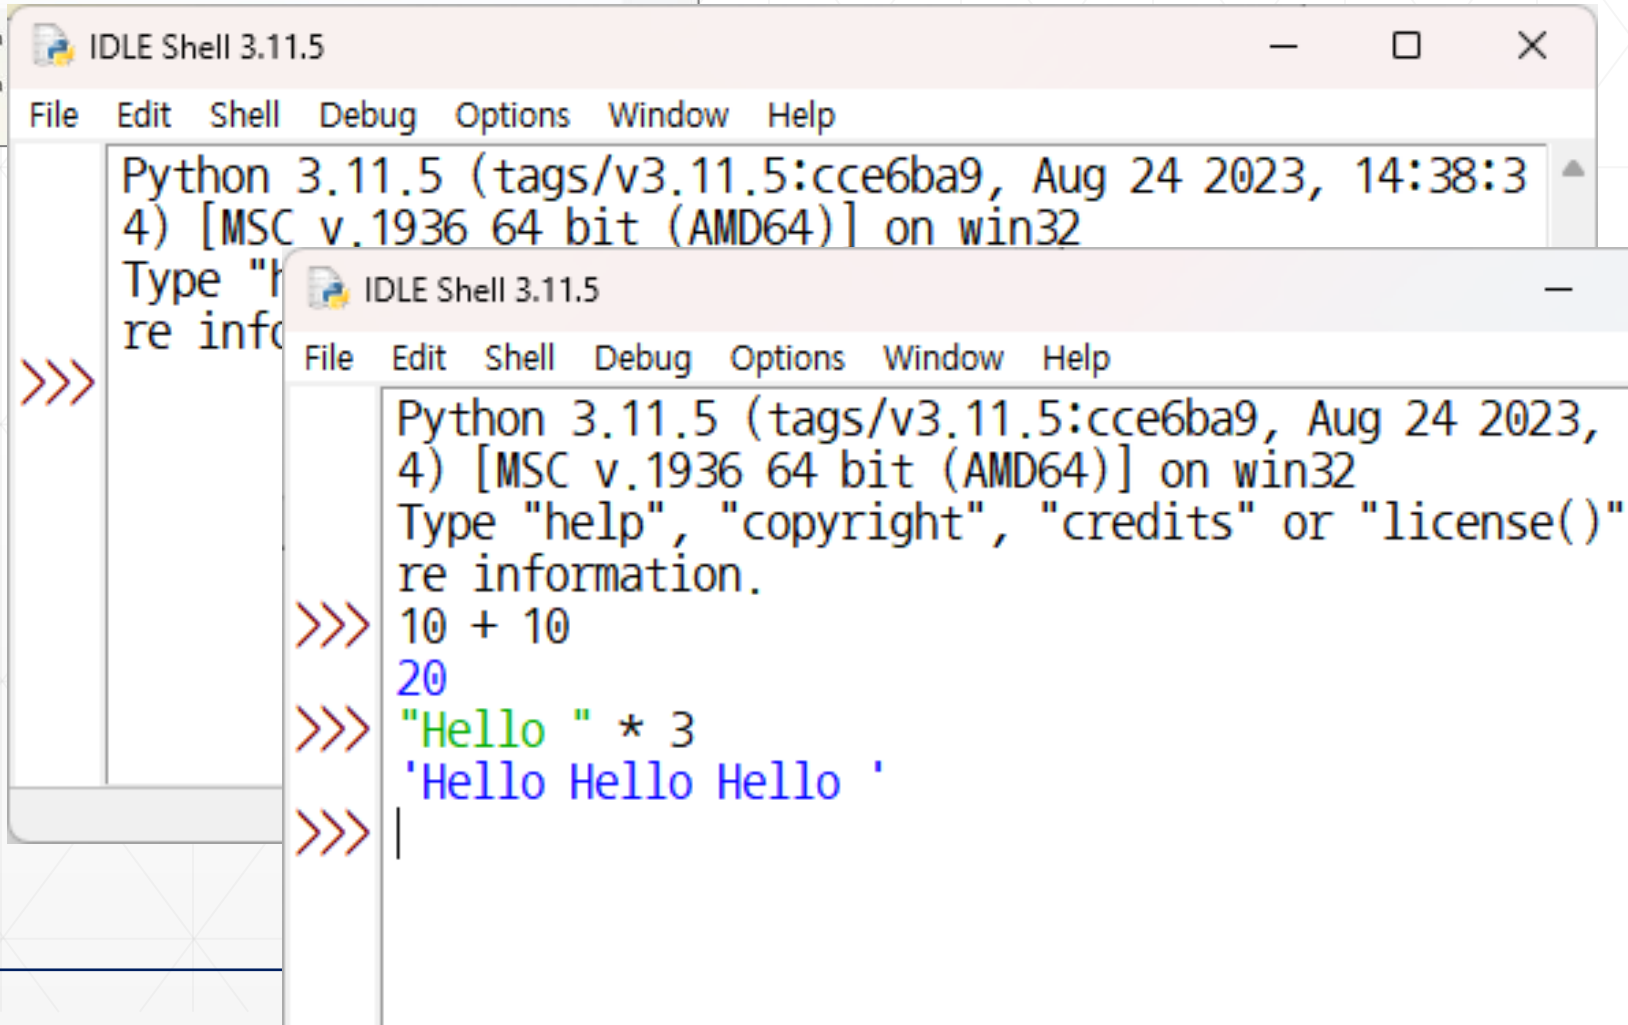 IDLE Shell 3.11.5
File Edit Shell Debug Options Window Help
Python 3.11.5 (tags/v3.11.5:cce6ba9, Aug 24 2023, 14:38:3
4) [MSC v.1936 64 bit (AMD64)] on win32
Type
re
>>>
IDLE Shell 3.11.5
File Edit Shell Debug Options Window Help
Python 3.11.5 (tags/v3.11.5:cce6ba9, Aug 24 2023,
4) [MSC v.1936 64 bit (AMD64)] on win32
Type "help", "copyright", "credits" or "license()"
re information.
>>> 10 + 10
20
>>> "Hello " * 3
'Hello Hello Hello '
>>>